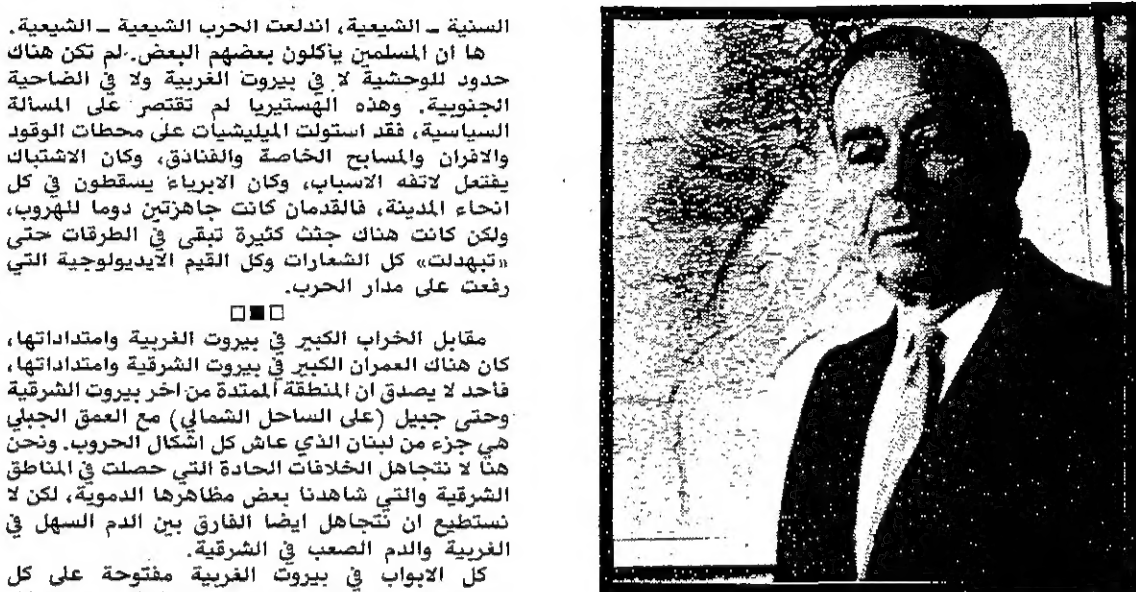 السنية ــ الشيعية، اندلعت الحرب الشيعية ــ الشيعية.
ها ان المسلمين يأكلون بعضهم البعض. لم تكن هناك
حدود للوحشية لا في بيروت الغربية ولا في الضاحية
الجنوبية. وهذه الهستيريا لم تقتصر على المسألة
السياسية، فقد استولت الميليشيات على محطات الوقود
والافران والمسابح الخاصة والفنادق، وكان الاشتباك
يفتعل لاتفه الاسباب، وكان الابرياء يسقطون في كل
انحاء المدينة، فالقدمان كانت جاهزتين دوما للهروب،
ولكن كانت هناك جثث كثيرة تبقى في الطرقات حتى
«تبهدلت» كل الشعارات وكل القيم الايديولوجية التي
رفعت على مدار الحرب.
□■□
مقابل الخراب الكبير في بيروت الغربية وامتداداتها،
كان هناك العمران الكبير في بيروت الشرقية وامتداداتها،
فأحد لا يصدق ان المنطقة الممتدة من اخر بيروت الشرقية
وحتى جبيل (على الساحل الشمالي) مع العمق الجبلي
هي جزء من لبنان الذي عاش كل اشكال الحروب. ونحن
هنا لا نتجاهل الخلافات الحادة التي حصلت في المناطق
الشرقية والتي شاهدنا بعض مظاهرها الدموية، لكن لا
نستطيع ان نتجاهل ايضا الفارق بين الدم السهل في
الغربية والدم الصعب في الشرقية.
كل الابواب في بيروت الغربية مفتوحة على كل